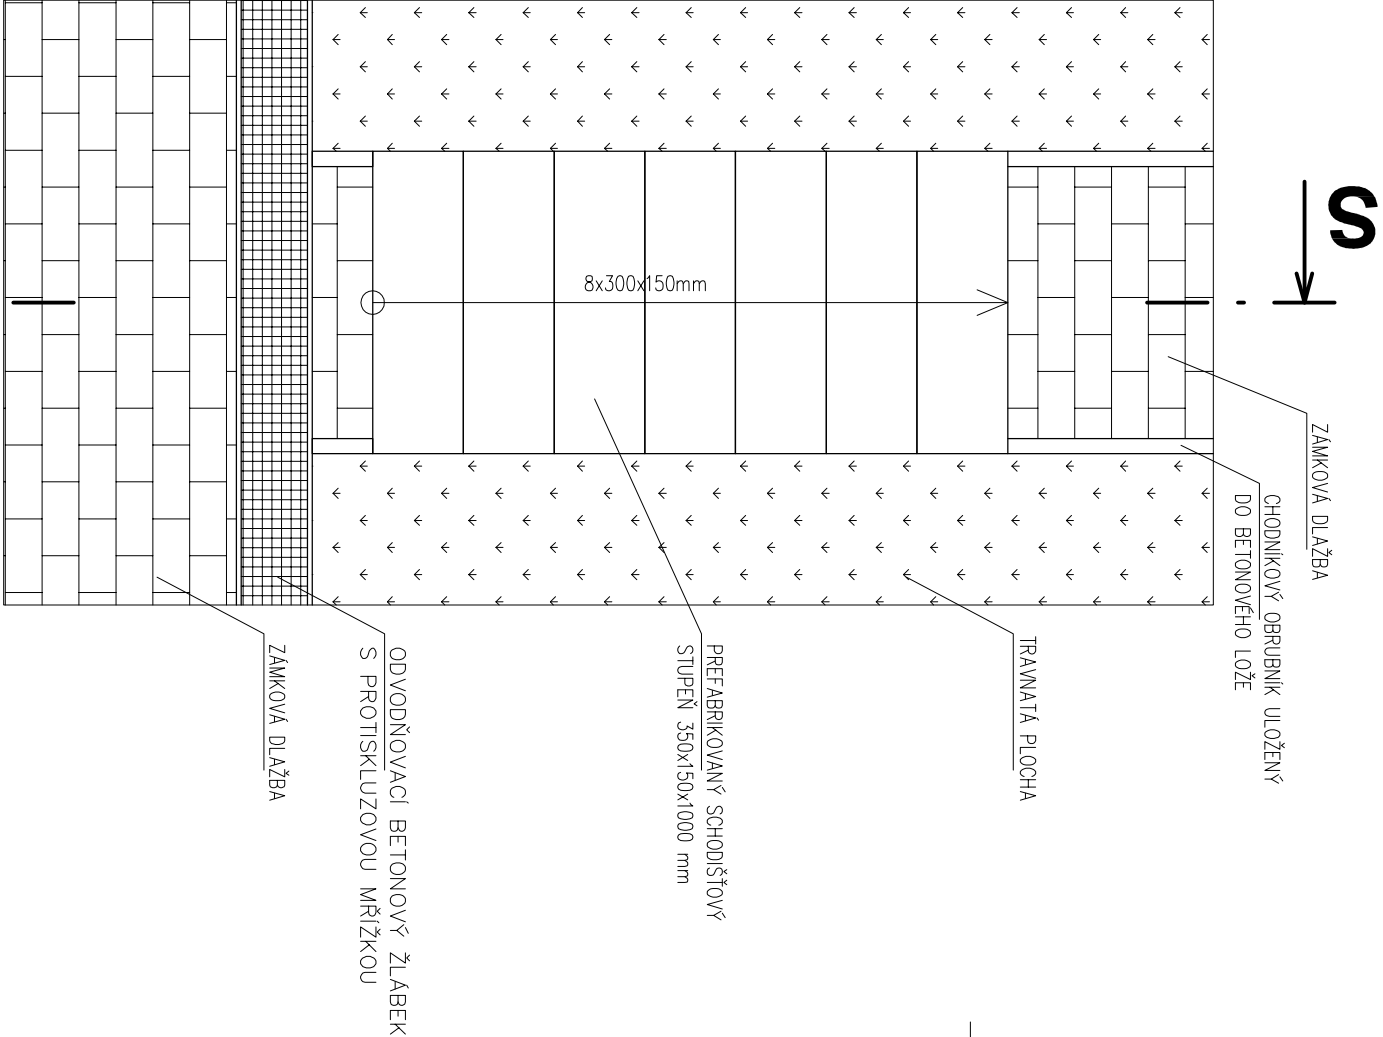 S
8x300x150mm
ZÁMKOVÁ DLAŽBA
CHODNÍKOVÝ OBRUBNÍK ULOŽENÝ
DO BETONOVÉHO LOŽE
TRAVNATÁ PLOCHA
PREFABRIKOVANÝ SCHODIŠŤOVÝ
STUPEŇ 350x150x1000 mm
ODVODŇOVACÍ BETONOVÝ ŽLÁBEK
S PROTISKLUZOVOU MŘÍŽKOU
ZÁMKOVÁ DLAŽBA